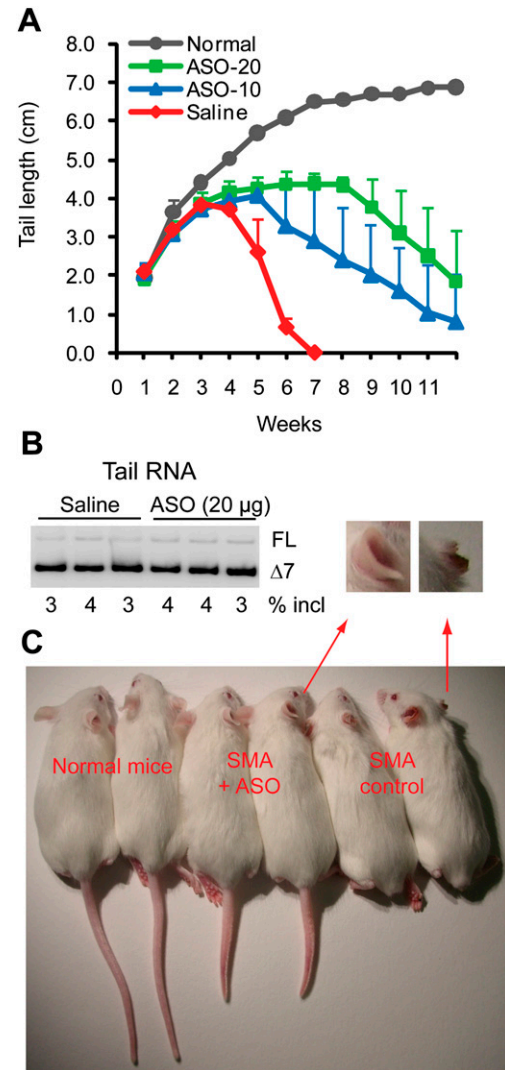 A
8.0
7.0
6.0
5.0
4.0
3.0
2.0
1.0
0.0
Tail length (cm)
Normal
ASO-20
ASO-10
Saline
0 1 2 3 4 5 6 7 8 9 10 11
Weeks
B
Tail RNA
Saline ASO (20 µg)
FL
Δ7
3 4 3 4 4 3 % incl
C
Normal mice
SMA
+ ASO
SMA
control